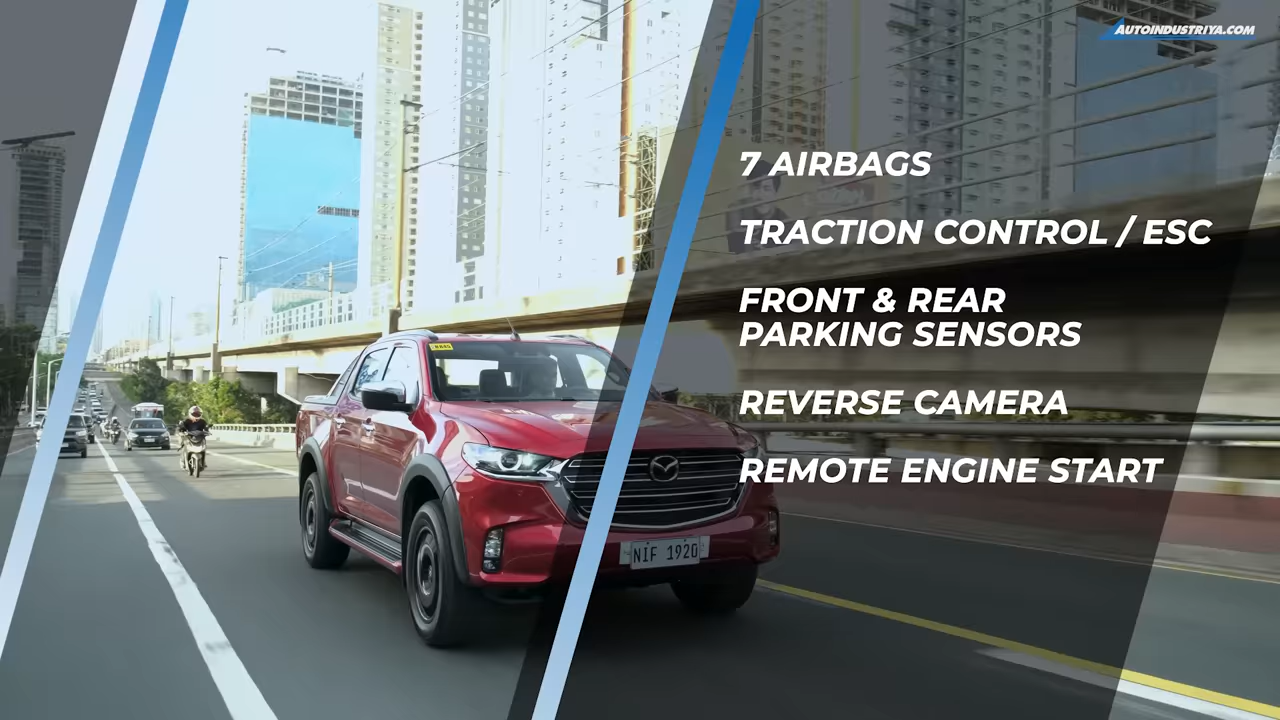 AUTOINDUSTRIYA.COM
7 AIRBAGS
TRACTION CONTROL / ESC
FRONT & REAR
PARKING SENSORS
REVERSE CAMERA
REMOTE ENGINE START
NIF 1920